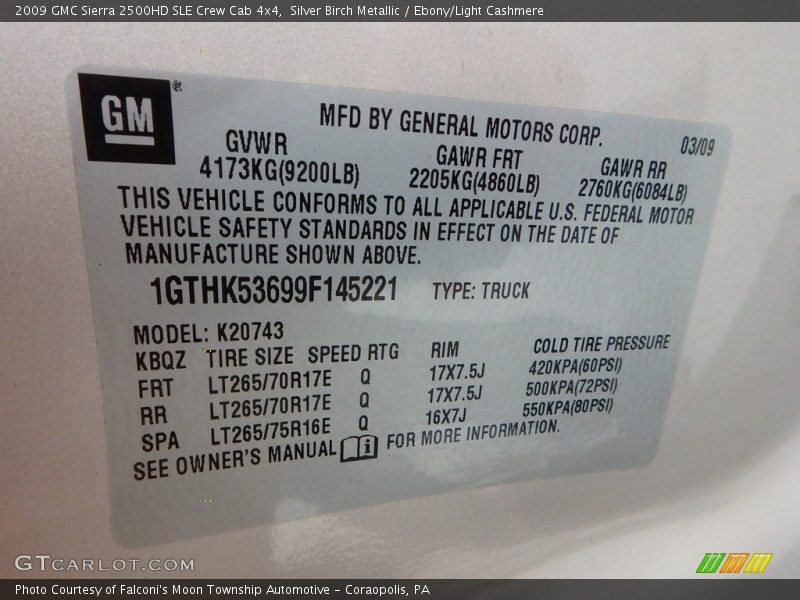 2009 GMC Sierra 2500HD SLE Crew Cab 4x4, Silver Birch Metallic / Ebony/Light Cashmere
GM®
MFD BY GENERAL MOTORS CORP. 03/09
GVWR GAWR FRT GAWR RR
4173KG(9200LB) 2205KG(4860LB) 2760KG(6084LB)
THIS VEHICLE CONFORMS TO ALL APPLICABLE U.S. FEDERAL MOTOR
VEHICLE SAFETY STANDARDS IN EFFECT ON THE DATE OF
MANUFACTURE SHOWN ABOVE.
1GTHK53699F145221 TYPE: TRUCK
MODEL: K20743
KBQZ TIRE SIZE SPEED RTG RIM COLD TIRE PRESSURE
FRT LT265/70R17E Q 17X7.5J 420KPA(60PSI)
RR LT265/70R17E Q 17X7.5J 500KPA(72PSI)
SPA LT265/75R16E Q 16X7J 550KPA(80PSI)
SEE OWNER'S MANUAL i FOR MORE INFORMATION.
GTCARLOT.COM
Photo Courtesy of Falconi's Moon Township Automotive - Coraopolis, PA